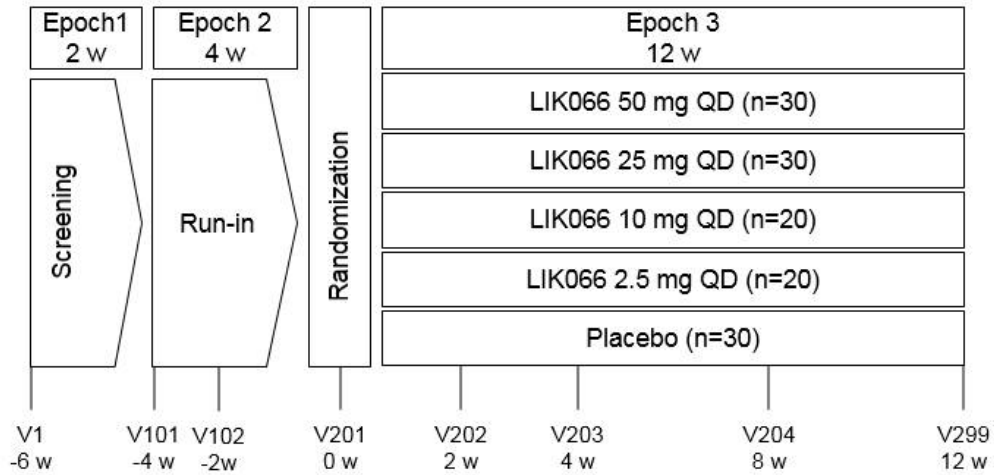 Epoch1
2 w
Epoch 2
4 w
Epoch 3
12 w
Screening
Run-in
Randomization
LIK066 50 mg QD (n=30)
LIK066 25 mg QD (n=30)
LIK066 10 mg QD (n=20)
LIK066 2.5 mg QD (n=20)
Placebo (n=30)
V1
-6 w
V101
-4 w
V102
-2w
V201
0 w
V202
2 w
V203
4 w
V204
8 w
V299
12 w